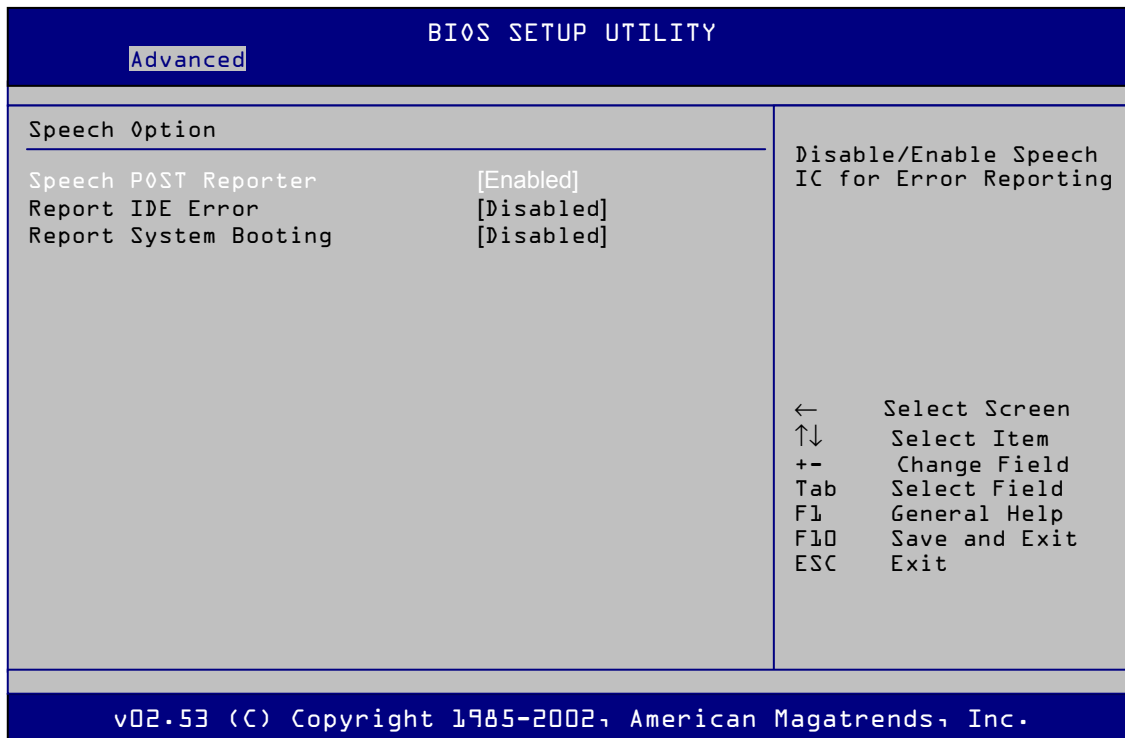 BIOS SETUP UTILITY
Advanced
Speech Option
Speech POST Reporter [Enabled]
Report IDE Error [Disabled]
Report System Booting [Disabled]
Disable/Enable Speech
IC for Error Reporting
← Select Screen
↑↓ Select Item
+- Change Field
Tab Select Field
F1 General Help
F10 Save and Exit
ESC Exit
v02.53 (C) Copyright 1985-2002, American Magatrends, Inc.